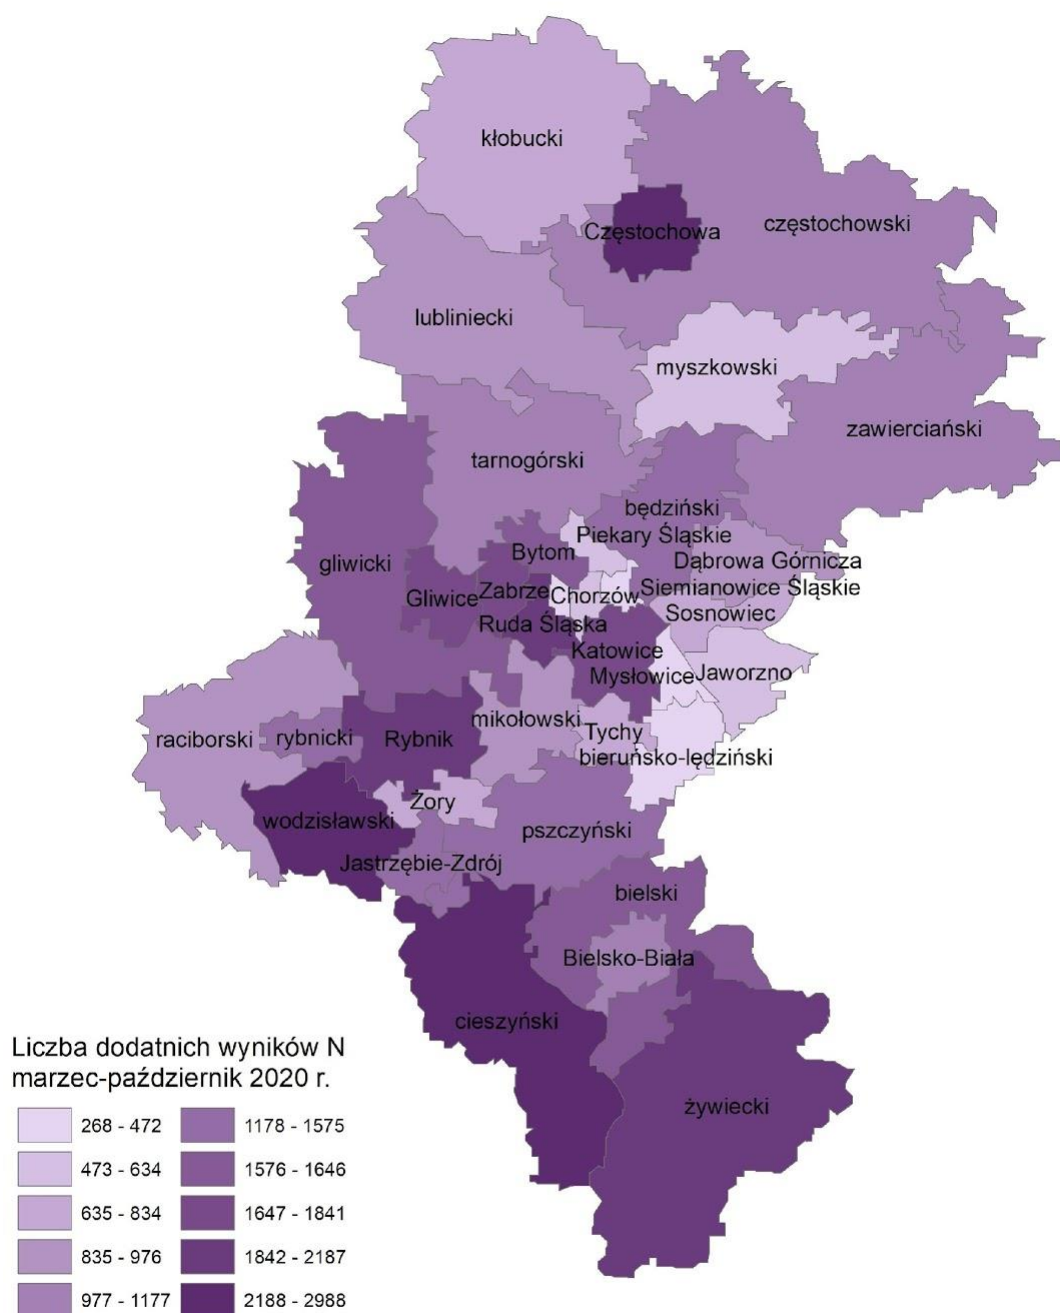 kłobucki
Częstochowa
częstochowski
lubliniecki
myszkowski
zawierciański
tarnogórski
będziński
Piekary Śląskie
Bytom
Dąbrowa Górnicza
gliwicki
Siemianowice Śląskie
Zabrze
Chorzów
Gliwice
Sosnowiec
Ruda Śląska
Katowice
Mysłowice
Jaworzno
mikołowski
raciborski
rybnicki
Rybnik
Tychy
bieruńsko-lędziński
Żory
wodzisławski
pszczyński
Jastrzębie-Zdrój
bielski
Bielsko-Biała
cieszyński
żywiecki
Liczba dodatnich wyników N
marzec-październik 2020 r.
268 - 472
473 - 634
635 - 834
835 - 976
977 - 1177
1178 - 1575
1576 - 1646
1647 - 1841
1842 - 2187
2188 - 2988